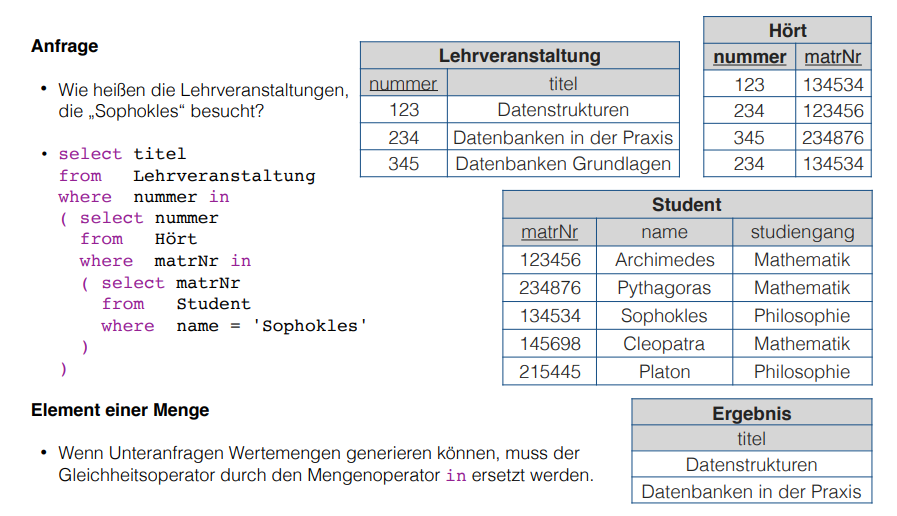 Anfrage
• Wie heißen die Lehrveranstaltungen,
die „Sophokles“ besucht?
• select titel
from Lehrveranstaltung
where nummer in
( select nummer
from Hört
where matrNr in
( select matrNr
from Student
where name = 'Sophokles'
)
)
Lehrveranstaltung
nummer titel
123 Datenstrukturen
234 Datenbanken in der Praxis
345 Datenbanken Grundlagen
Hört
nummer matrNr
123 134534
234 123456
345 234876
234 134534
Student
matrNr name studiengang
123456 Archimedes Mathematik
234876 Pythagoras Mathematik
134534 Sophokles Philosophie
145698 Cleopatra Mathematik
215445 Platon Philosophie
Element einer Menge
• Wenn Unteranfragen Wertemengen generieren können, muss der
Gleichheitsoperator durch den Mengenoperator in ersetzt werden.
Ergebnis
titel
Datenstrukturen
Datenbanken in der Praxis